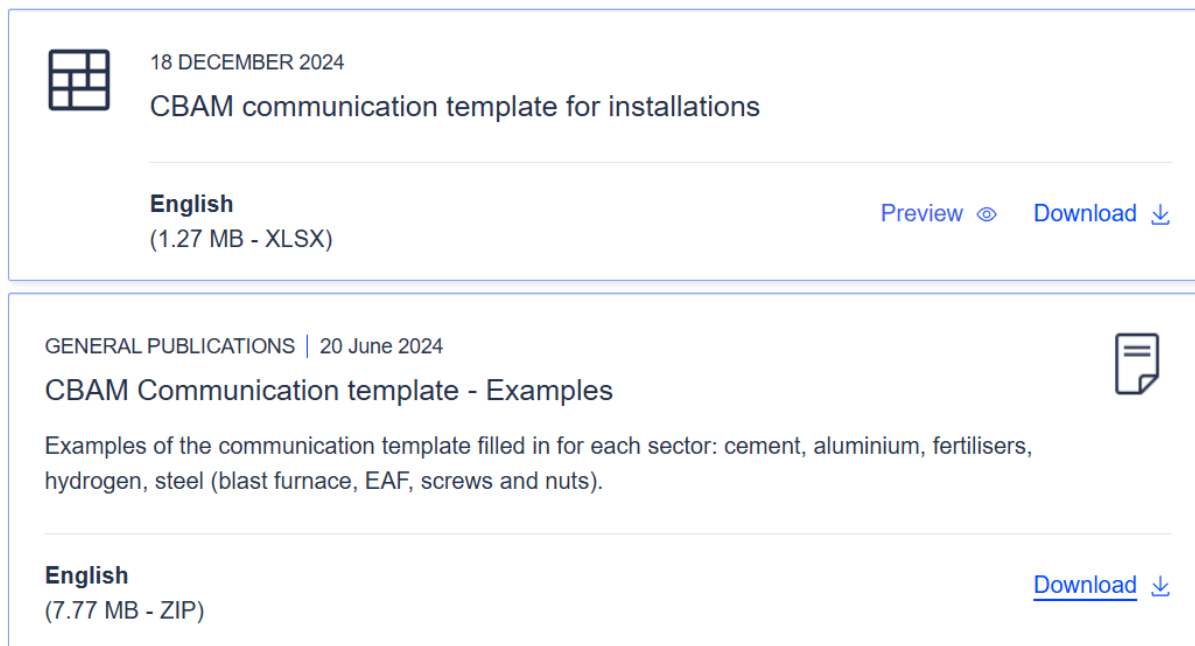 18 DECEMBER 2024
CBAM communication template for installations
English
(1.27 MB - XLSX)
Preview
Download
GENERAL PUBLICATIONS | 20 June 2024
CBAM Communication template - Examples
Examples of the communication template filled in for each sector: cement, aluminium, fertilisers,
hydrogen, steel (blast furnace, EAF, screws and nuts).
English
(7.77 MB - ZIP)
Download